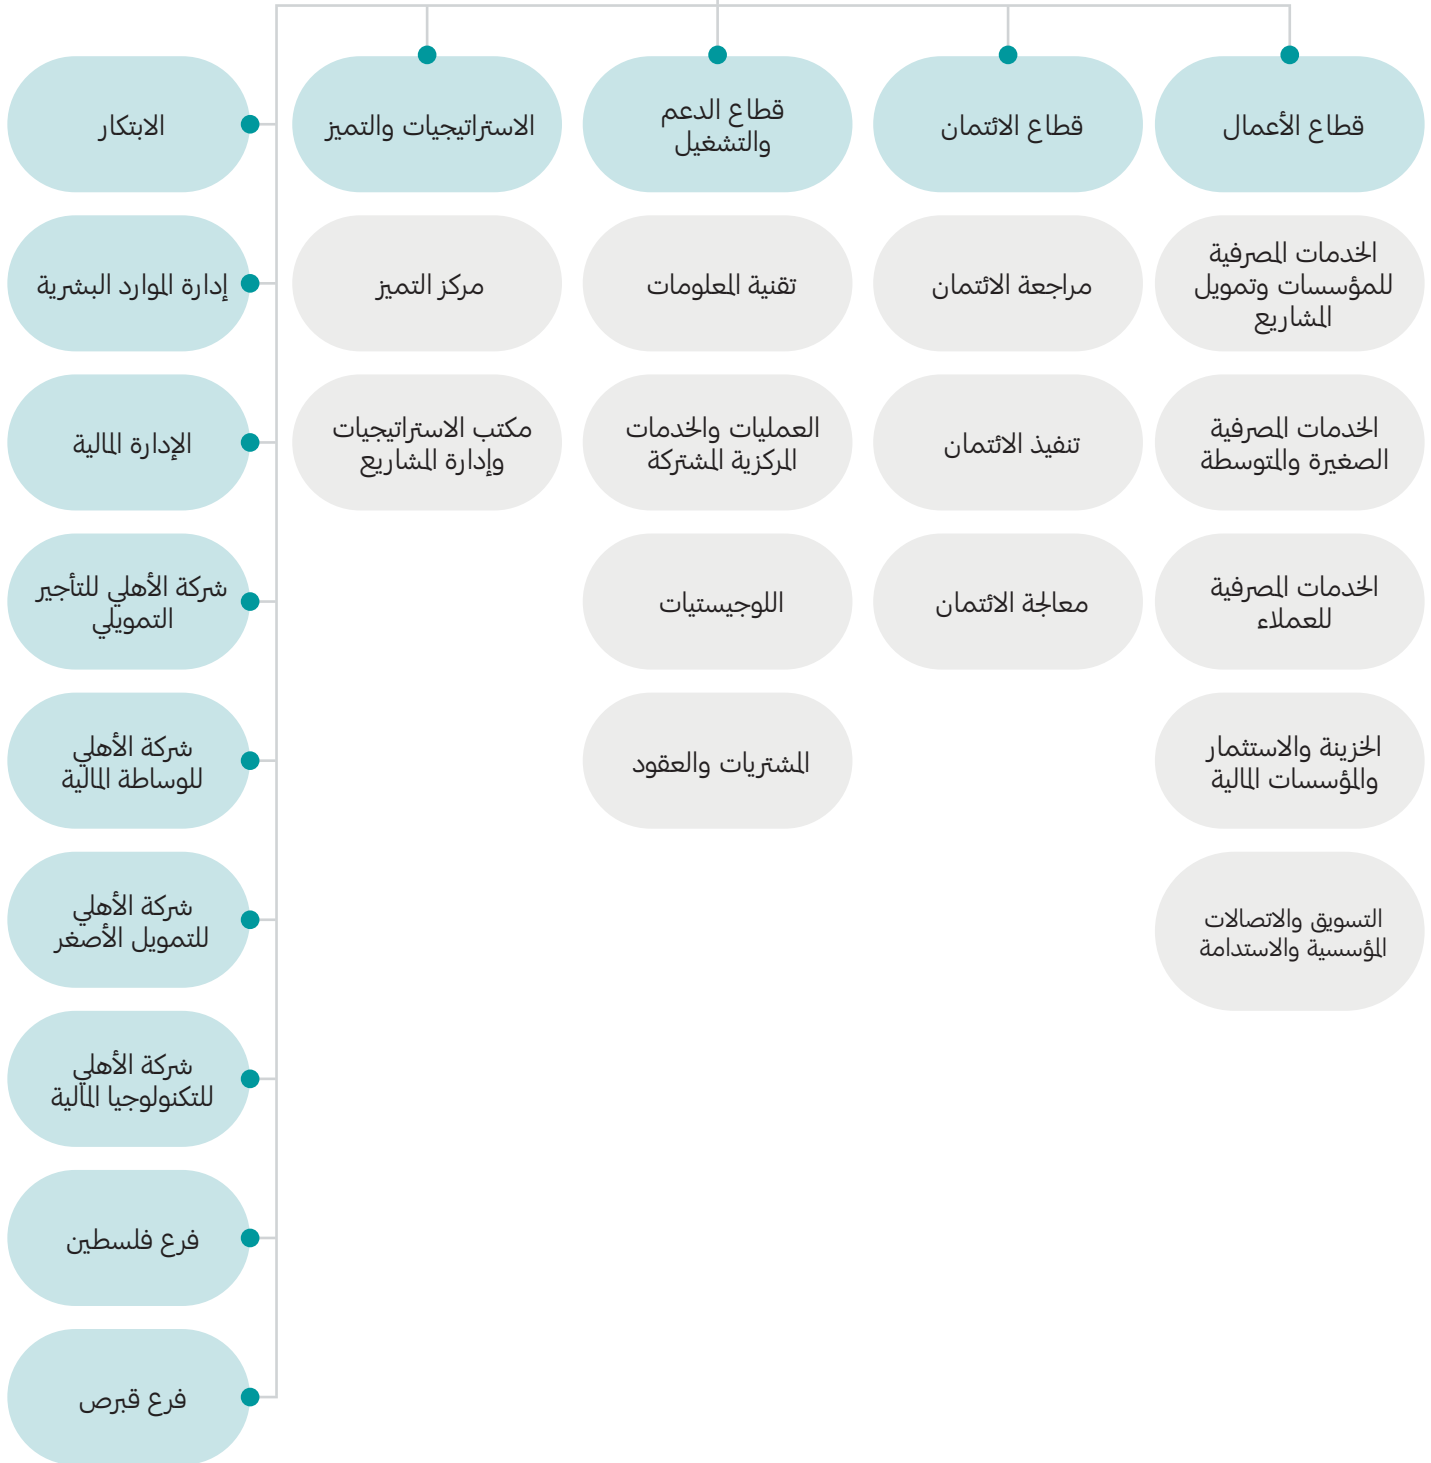 قطاع الأعمال
قطاع الائتمان
قطاع الدعم
والتشغيل
الاستراتيجيات والتميز
الابتكار
الخدمات المصرفية
للمؤسسات وتمويل
المشاريع
مراجعة الائتمان
تقنية المعلومات
مركز التميز
إدارة الموارد البشرية
الخدمات المصرفية
الصغيرة والمتوسطة
تنفيذ الائتمان
العمليات والخدمات
المركزية المشتركة
مكتب الاستراتيجيات
وإدارة المشاريع
الإدارة المالية
الخدمات المصرفية
للعملاء
معالجة الائتمان
اللوجيستيات
شركة الأهلي للتأجير
التمويلي
الخزينة والاستثمار
والمؤسسات المالية
المشتريات والعقود
شركة الأهلي
للوساطة المالية
التسويق والاتصالات
المؤسسية والاستدامة
شركة الأهلي
للتمويل الأصغر
شركة الأهلي
للتكنولوجيا المالية
فرع فلسطين
فرع قبرص